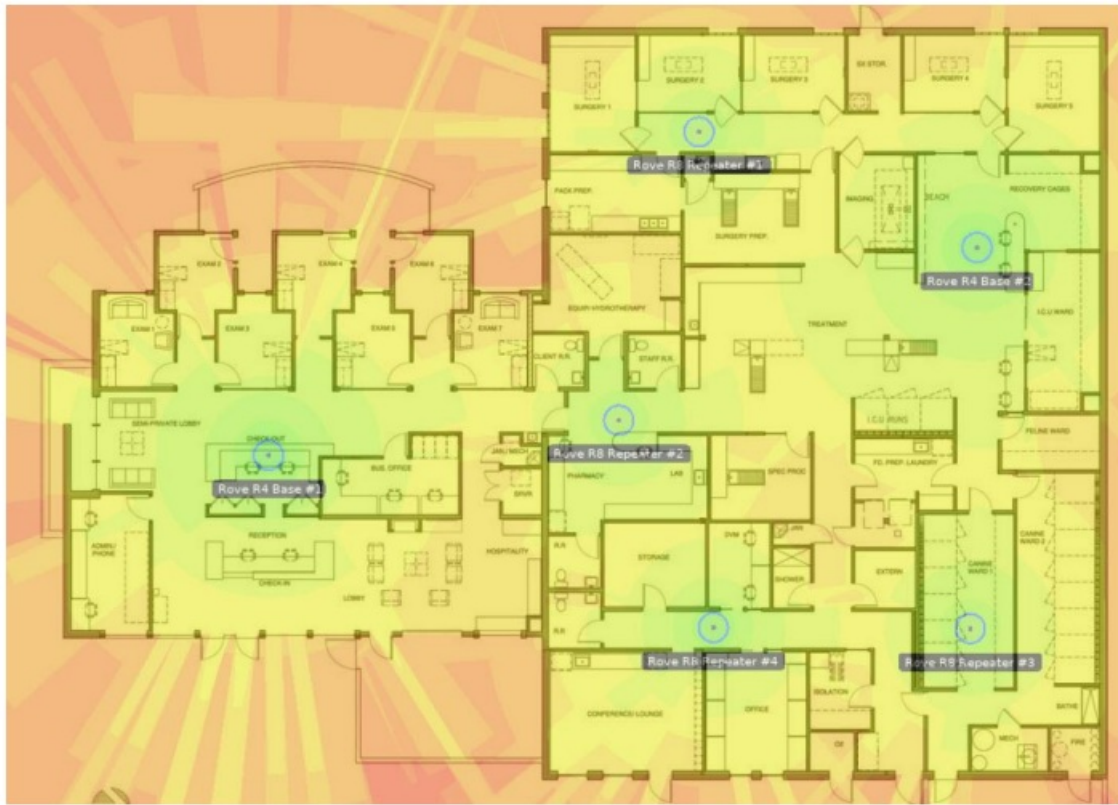 SURGERY 1
SURGERY 2
SURGERY 3
SX STOR.
SURGERY 4
SURGERY 5
Rove R8 Repeater #1
PACK PREP.
SURGERY PREP.
IMAGING
BEACH
RECOVERY CAGES
Rove R4 Base #2
EXAM 2
EXAM 4
EXAM 6
EXAM 1
EXAM 3
EXAM 5
EXAM 7
EQUIP/HYDROTHERAPY
TREATMENT
I.C.U WARD
CLIENT R.R.
STAFF R.R.
I.C.U RUNS
SEMI-PRIVATE LOBBY
CHECK-OUT
Rove R4 Base #1
BUS. OFFICE
JAN./ MECH
SRVR
Rove R8 Repeater #2
PHARMACY
LAB
SPEC PROC
FD. PREP.
LAUNDRY
FELINE WARD
ADMIN./
PHONE
RECEPTION
CHECK-IN
LOBBY
HOSPITALITY
R.R
R.R
STORAGE
DVM
JAN
SHOWER
EXTERN
CANINE
WARD 1
CANINE
WARD 2
Rove R8 Repeater #4
Rove R8 Repeater #3
CONFERENCE/ LOUNGE
OFFICE
ISOLATION
BATHE
O2
MECH
FIRE